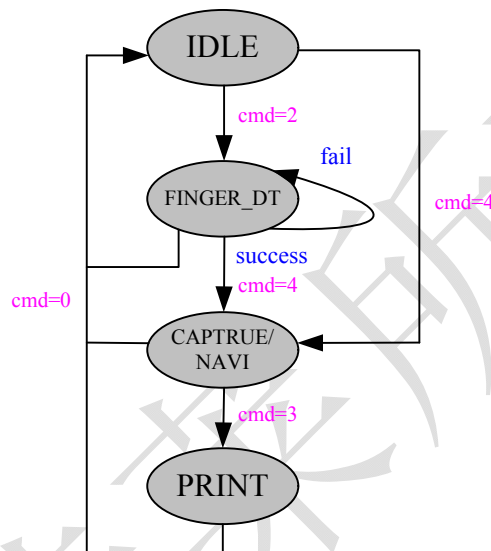 IDLE
cmd=2
fail
FINGER_DT
cmd=4
success
cmd=4
cmd=0
CAPTRUE/
NAVI
cmd=3
PRINT